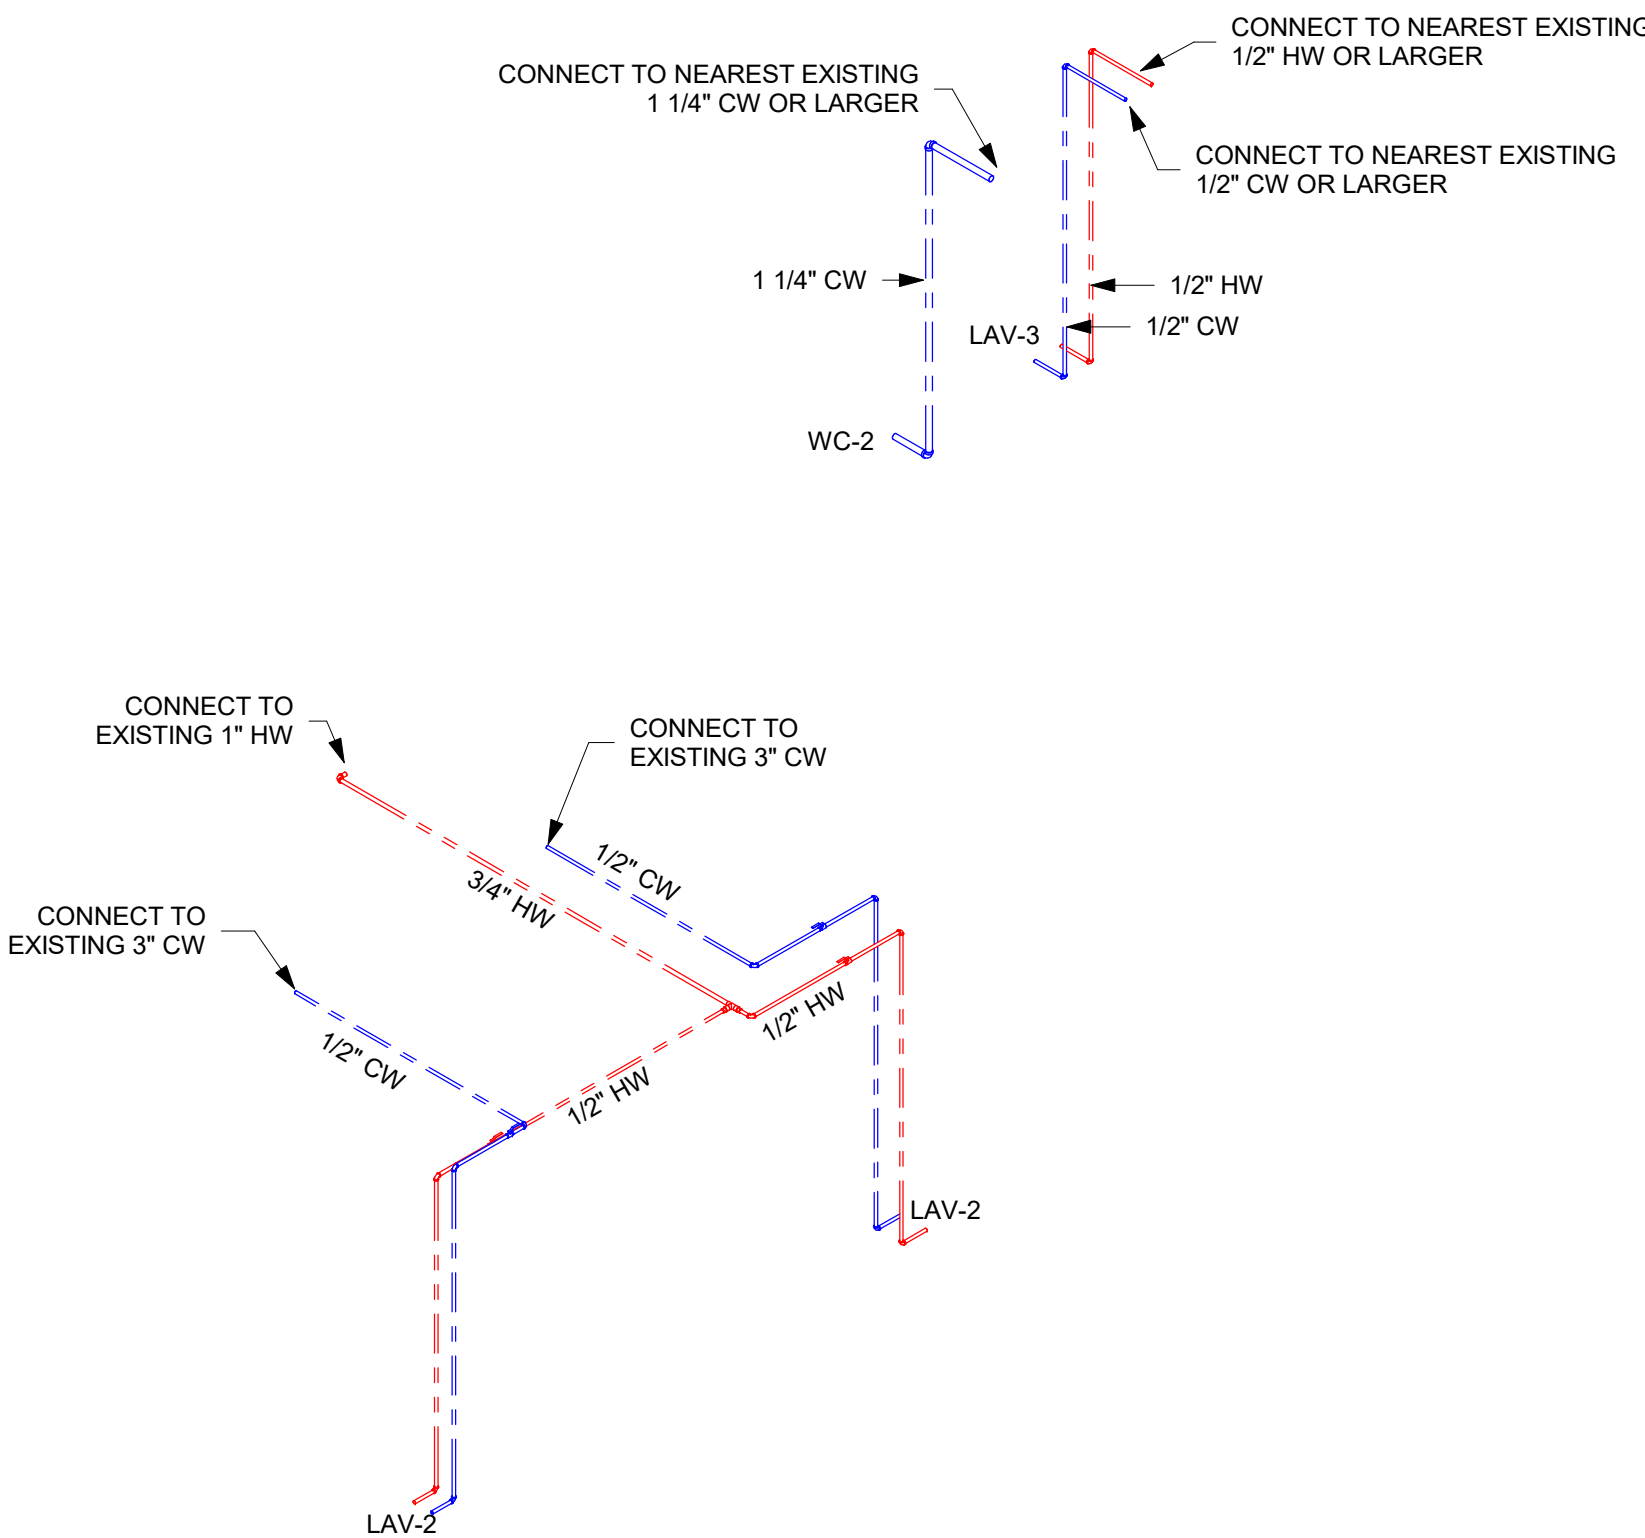 CONNECT TO NEAREST EXISTING
1/2" HW OR LARGER
CONNECT TO NEAREST EXISTING
1 1/4" CW OR LARGER
CONNECT TO NEAREST EXISTING
1/2" CW OR LARGER
1 1/4" CW
1/2" HW
1/2" CW
LAV-3
WC-2
CONNECT TO
EXISTING 1" HW
CONNECT TO
EXISTING 3" CW
1/2" CW
3/4" HW
CONNECT TO
EXISTING 3" CW
1/2" HW
1/2" CW
1/2" HW
LAV-2
LAV-2